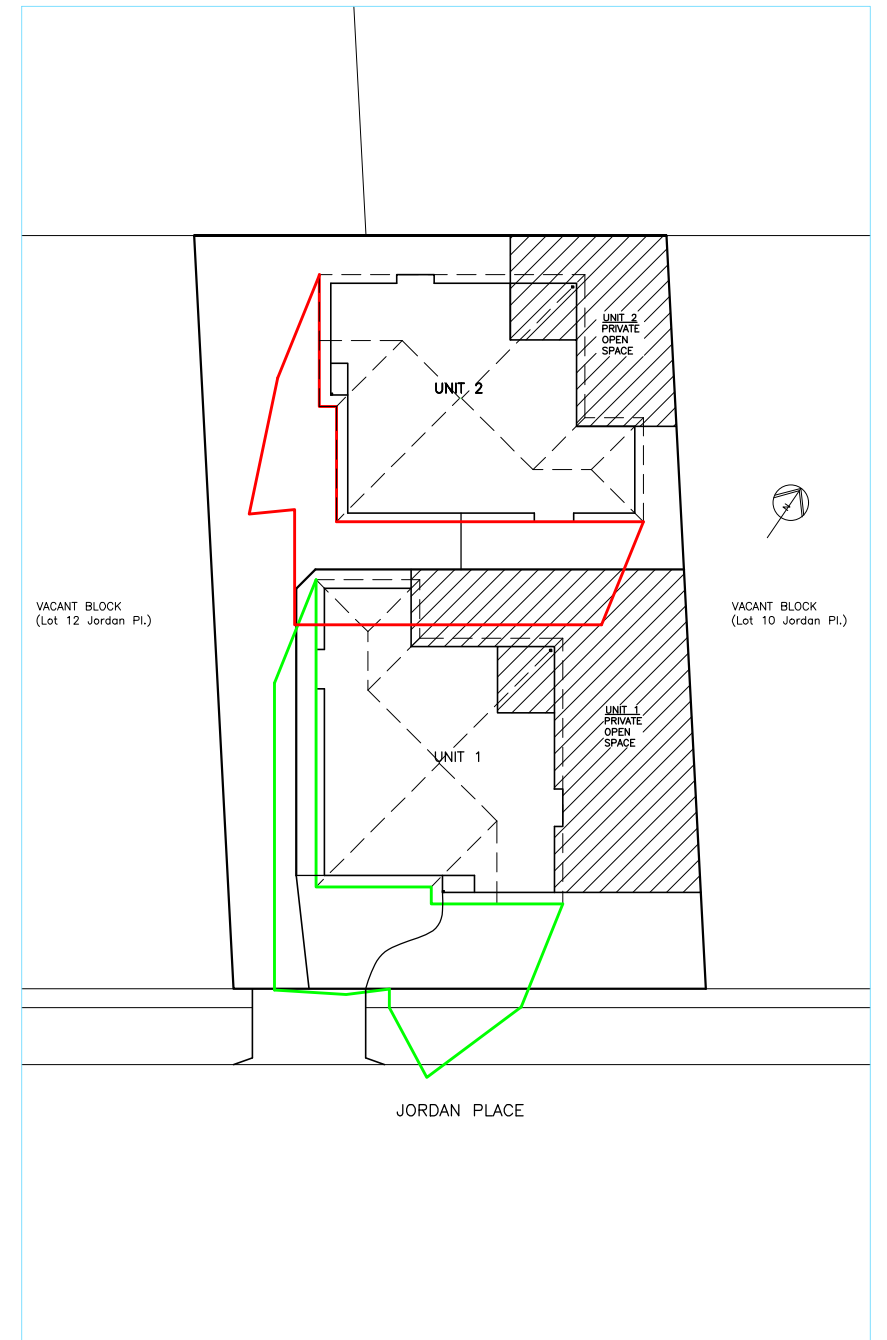 UNIT 2
PRIVATE
OPEN
SPACE
UNIT 2
N
VACANT BLOCK
(Lot 12 Jordan Pl.)
VACANT BLOCK
(Lot 10 Jordan Pl.)
UNIT 1
PRIVATE
OPEN
SPACE
UNIT 1
JORDAN PLACE